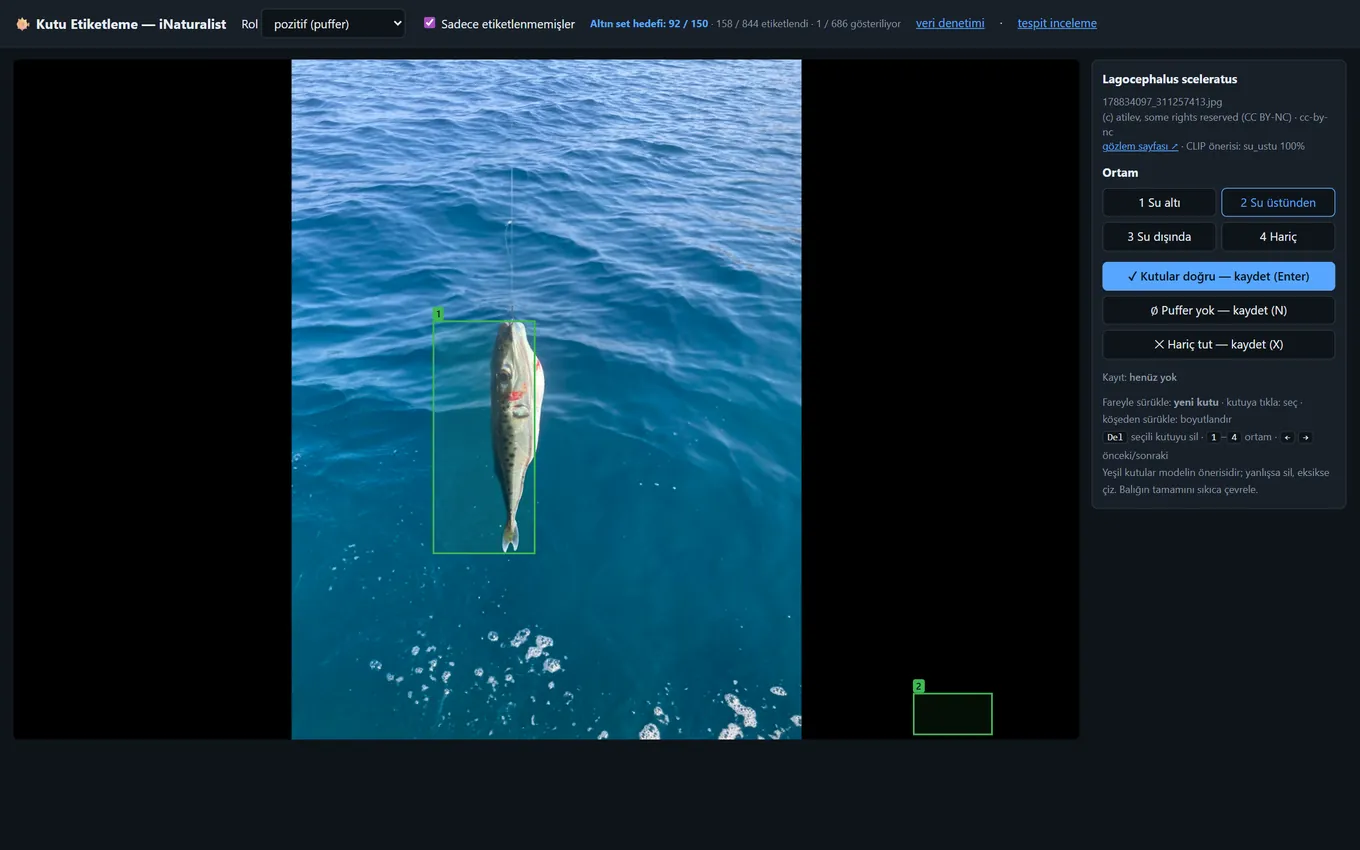 Kutu Etiketleme — iNaturalist Rol pozitif (puffer) Sadece etiketlenmemişler Altın set hedefi: 92 / 150 · 158 / 844 etiketlendi · 1 / 686 gösteriliyor veri denetimi · tespit inceleme
1
2
Lagocephalus sceleratus
178834097_311257413.jpg
(c) atilev, some rights reserved (CC BY-NC) · cc-by-
nc
gözlem sayfası ↗ · CLIP önerisi: su_ustu 100%
Ortam
1 Su altı 2 Su üstünden
3 Su dışında 4 Hariç
✓ Kutular doğru — kaydet (Enter)
Ø Puffer yok — kaydet (N)
✕ Hariç tut — kaydet (X)
Kayıt: henüz yok
Fareyle sürükle: yeni kutu · kutuya tıkla: seç ·
köşeden sürükle: boyutlandır
Del seçili kutuyu sil · 1 – 4 ortam · ← →
önceki/sonraki
Yeşil kutular modelin önerisidir; yanlışsa sil, eksikse
çiz. Balığın tamamını sıkıca çevrele.